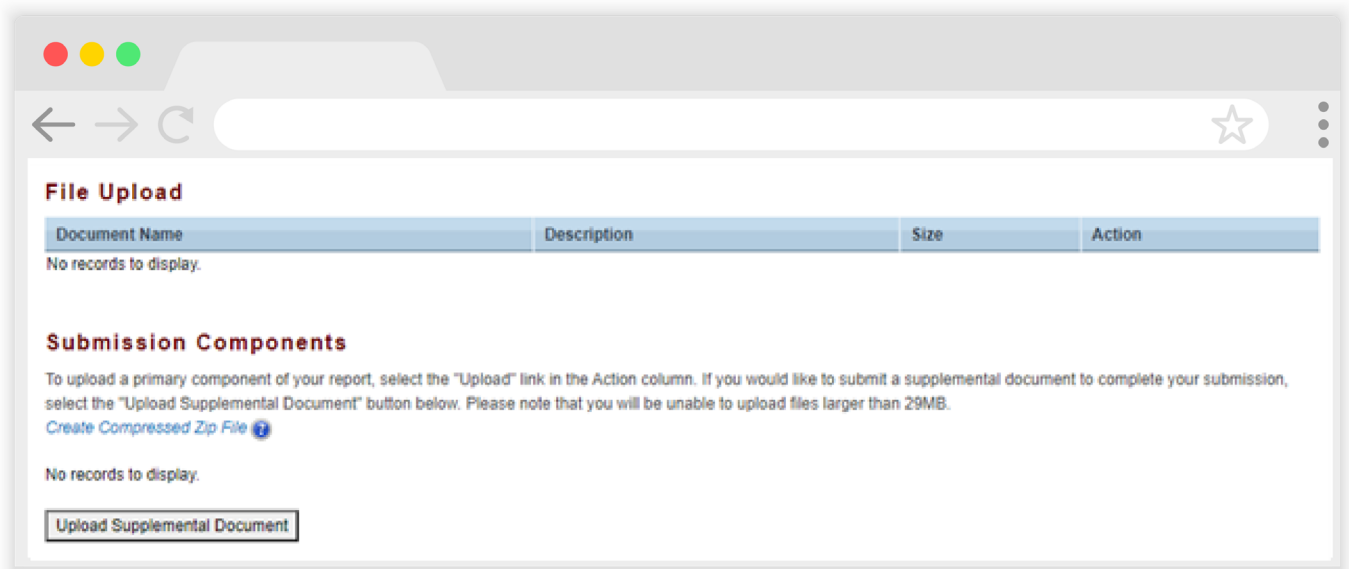 File Upload
Document Name Description Size Action
No records to display.
Submission Components
To upload a primary component of your report, select the "Upload" link in the Action column. If you would like to submit a supplemental document to complete your submission,
select the "Upload Supplemental Document" button below. Please note that you will be unable to upload files larger than 29MB.
Create Compressed Zip File ?
No records to display.
Upload Supplemental Document